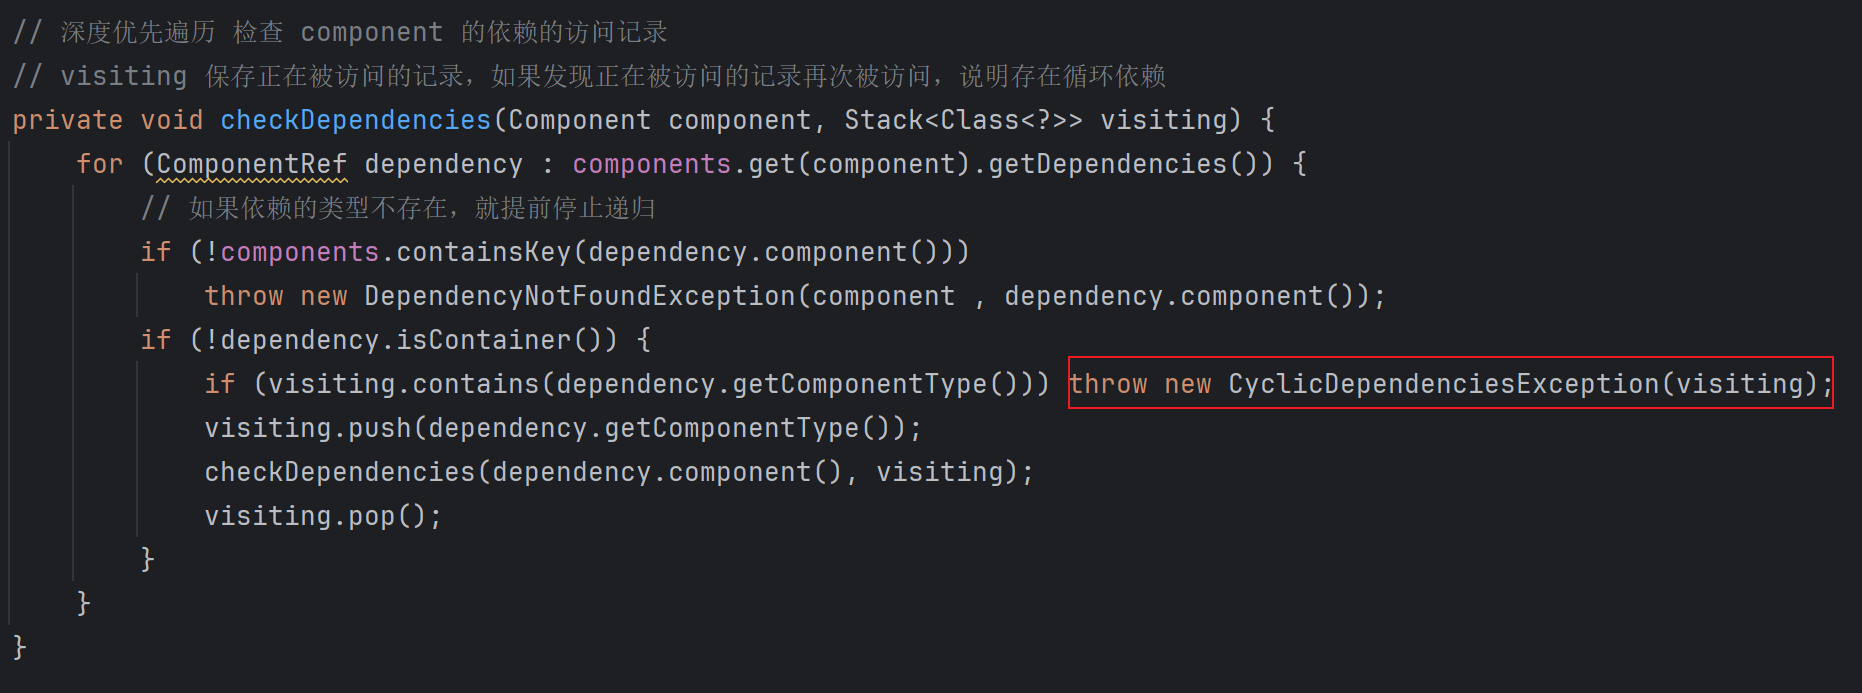 // 深度优先遍历 检查 component 的依赖的访问记录
// visiting 保存正在被访问的记录，如果发现正在被访问的记录再次被访问，说明存在循环依赖
private void checkDependencies(Component component, Stack<Class<?>> visiting) {
for (ComponentRef dependency : components.get(component).getDependencies()) {
// 如果依赖的类型不存在，就提前停止递归
if (!components.containsKey(dependency.component()))
throw new DependencyNotFoundException(component , dependency.component());
if (!dependency.isContainer()) {
if (visiting.contains(dependency.getComponentType())) throw new CyclicDependenciesException(visiting);
visiting.push(dependency.getComponentType());
checkDependencies(dependency.component(), visiting);
visiting.pop();
}
}
}